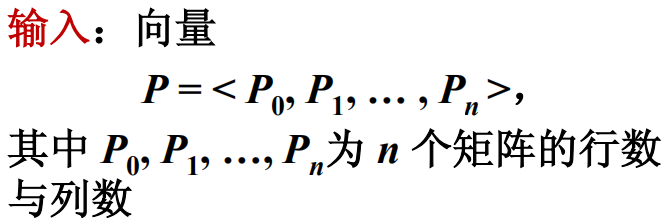 输入：向量
P = < P₀, P₁, … , Pₙ >,
其中 P₀, P₁, …, Pₙ为 n 个矩阵的行数
与列数